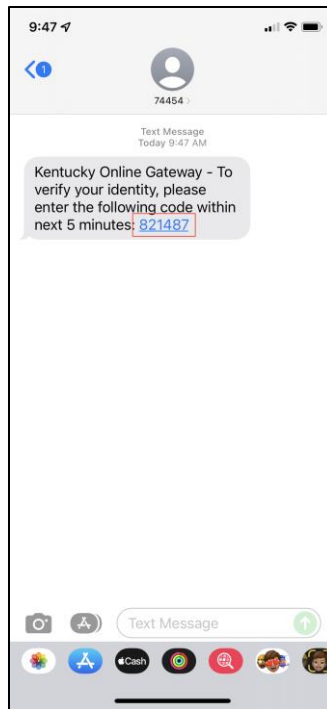 9:47
1
74454 >
Text Message
Today 9:47 AM
Kentucky Online Gateway - To
verify your identity, please
enter the following code within
next 5 minutes: 821487
Text Message
Cash